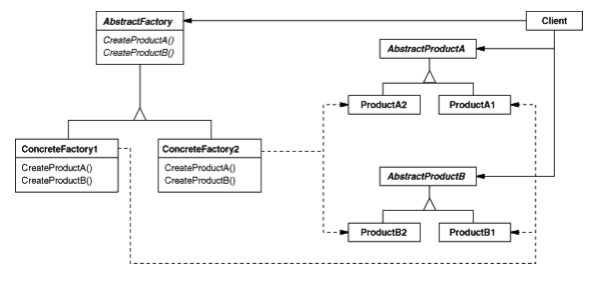 AbstractFactory
CreateProductA()
CreateProductB()
Client
AbstractProductA
ProductA2
ProductA1
ConcreteFactory1
CreateProductA()
CreateProductB()
ConcreteFactory2
CreateProductA()
CreateProductB()
AbstractProductB
ProductB2
ProductB1